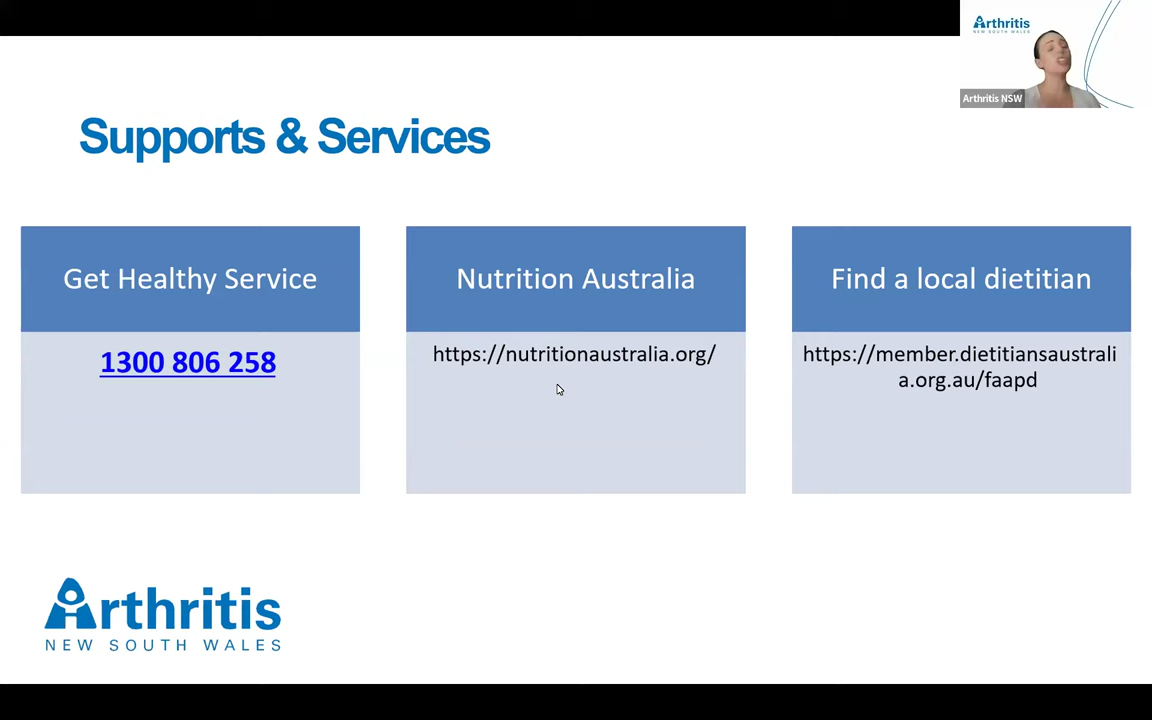 Arthritis
NEW SOUTH WALES
Arthritis NSW
Supports & Services
Get Healthy Service
1300 806 258
Nutrition Australia
https://nutritionaustralia.org/
Find a local dietitian
https://member.dietitiansaustrali
a.org.au/faapd
Arthritis
NEW SOUTH WALES